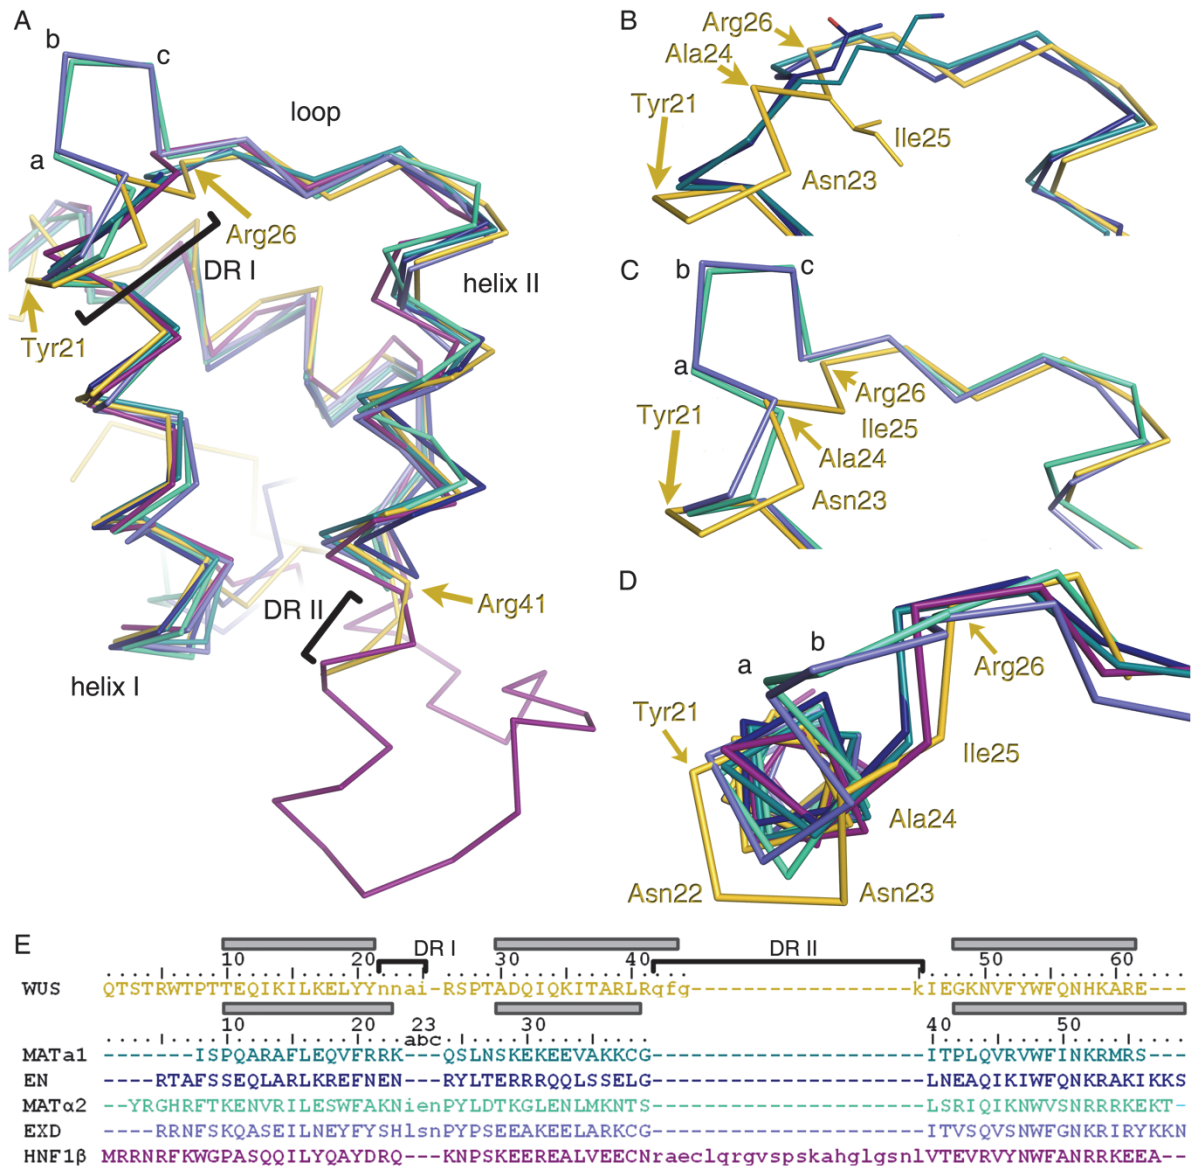 A
b
c
loop
a
Arg26
DR I
helix II
Tyr21
DR II
Arg41
helix I
B
Arg26
Ala24
Tyr21
Ile25
Asn23
C
b
c
a
Arg26
Tyr21
Ile25
Ala24
Asn23
D
b
a
Arg26
Tyr21
Ile25
Ala24
Asn22
Asn23
E
DR I
DR II
10 20 30 40 50 60
WUS QTSTRWTPTTEQIKILKELYYnnai-RSPTADQIQKITARLRqfg------------------kIEGKNVFYWFQNHKARE---
10 20 23 30 40 50
abc
MATa1 -------ISPQARAFLEQVFRRK---QSLNSKEKEEVAKKCG---------------------ITPLQVRVWFINKRMRS---
EN ----RTAFSSEQLARLKREFNEN---RYLTERRRQQLSSELG---------------------LNEAQIKIWFQNKRAKIKKS
MATα2 --YRGHRFTKENVRILESWFAKNienPYLDTKGLENLMKNTS---------------------LSRIQIKNWVSNRRRKEKT-
EXD ----RRNFSKQASEILNEYFYSHlsnPYPSEEAKEELARKCG---------------------ITVSQVSNWFGNKRIRYKKN
HNF1β MRRNRFKWGPASQQILYQAYDRQ---KNPSKEEREALVEECNraeclqrgvspskahglgsnlVTEVRVYNWFANRRKEEA--